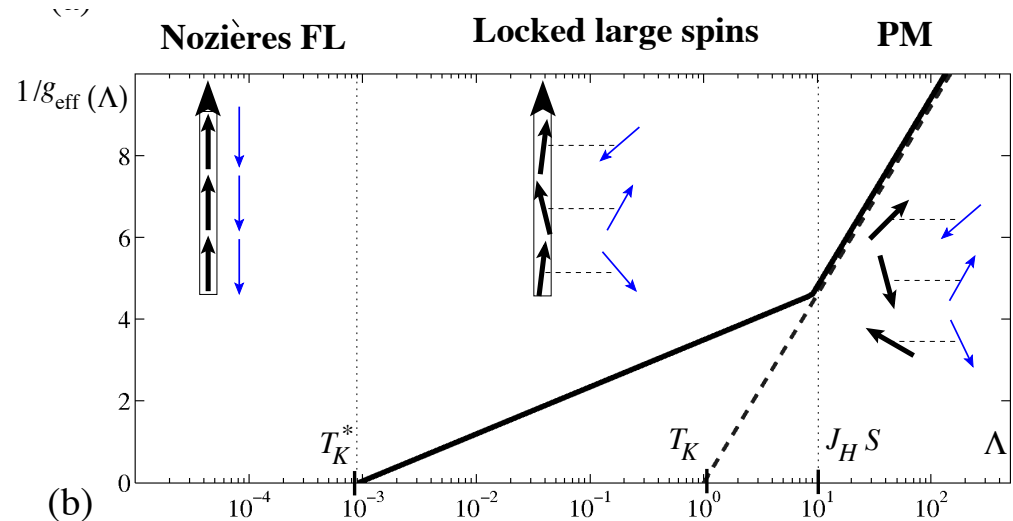 Nozières FL Locked large spins PM
1/g_eff (Λ)
8
6
4
2
0
T_K^* T_K J_H S Λ
10^−4 10^−3 10^−2 10^−1 10^0 10^1 10^2
(b)